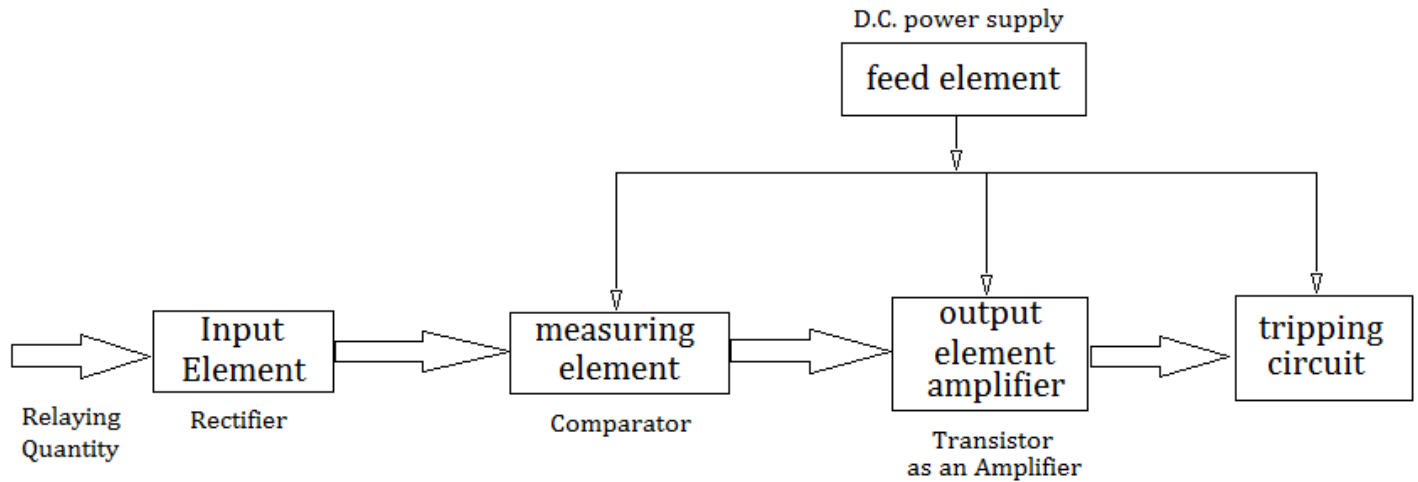 D.C. power supply
feed element
Input
Element
measuring
element
output
element
amplifier
tripping
circuit
Relaying
Quantity
Rectifier
Comparator
Transistor
as an Amplifier